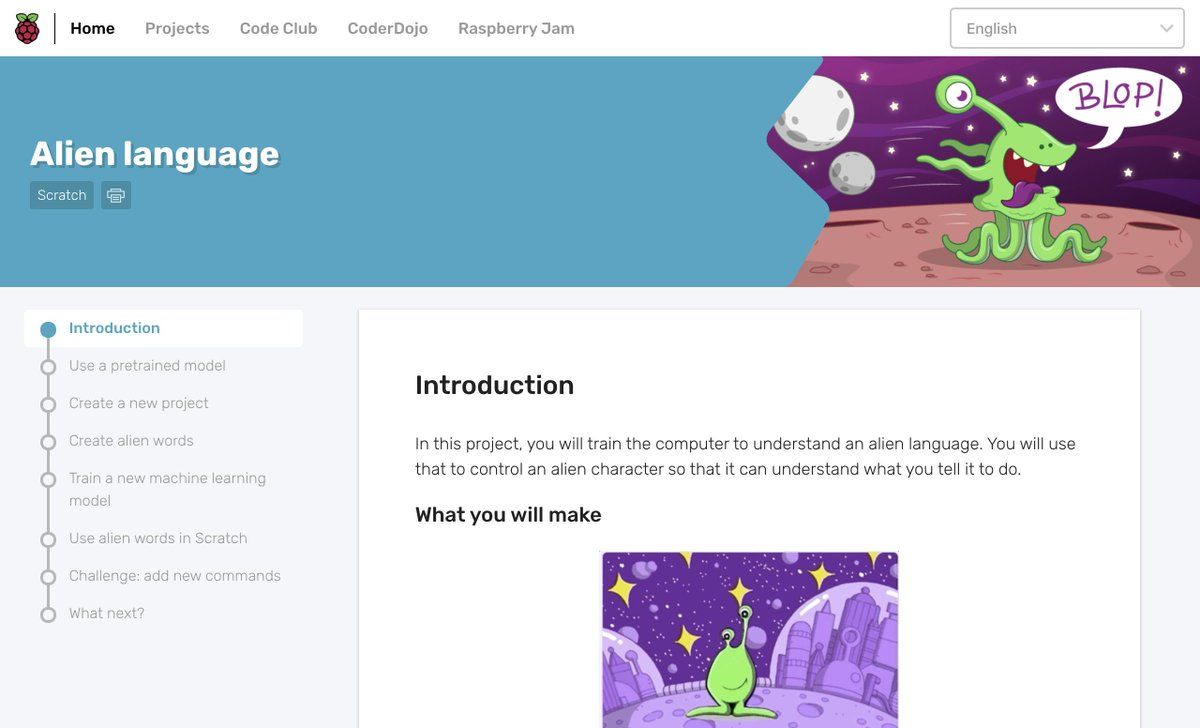 Home Projects Code Club CoderDojo Raspberry Jam English
BLOP!
Alien language
Scratch
Introduction
Use a pretrained model
Create a new project
Create alien words
Train a new machine learning
model
Use alien words in Scratch
Challenge: add new commands
What next?
Introduction
In this project, you will train the computer to understand an alien language. You will use
that to control an alien character so that it can understand what you tell it to do.
What you will make